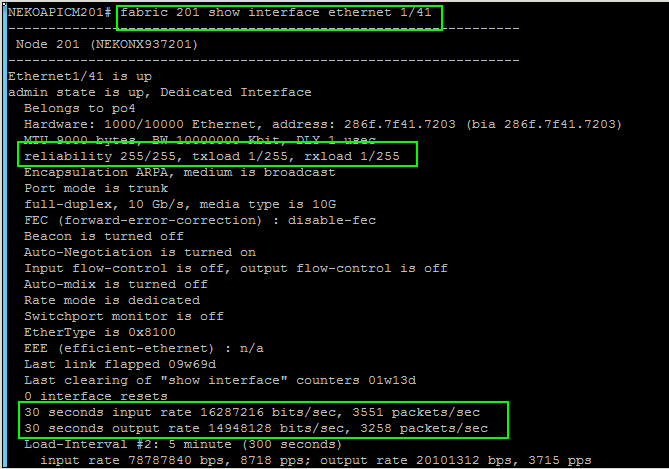 NEKOAPICM201# fabric 201 show interface ethernet 1/41
----------------------------------------------------------------
Node 201 (NEKONX937201)
----------------------------------------------------------------
Ethernet1/41 is up
admin state is up, Dedicated Interface
Belongs to po4
Hardware: 1000/10000 Ethernet, address: 286f.7f41.7203 (bia 286f.7f41.7203)
MTU 9000 bytes, BW 10000000 Kbit, DLY 1 usec
reliability 255/255, txload 1/255, rxload 1/255
Encapsulation ARPA, medium is broadcast
Port mode is trunk
full-duplex, 10 Gb/s, media type is 10G
FEC (forward-error-correction) : disable-fec
Beacon is turned off
Auto-Negotiation is turned on
Input flow-control is off, output flow-control is off
Auto-mdix is turned off
Rate mode is dedicated
Switchport monitor is off
EtherType is 0x8100
EEE (efficient-ethernet) : n/a
Last link flapped 09w69d
Last clearing of "show interface" counters 01w13d
0 interface resets
30 seconds input rate 16287216 bits/sec, 3551 packets/sec
30 seconds output rate 14948128 bits/sec, 3258 packets/sec
Load-Interval #2: 5 minute (300 seconds)
input rate 78787840 bps, 8718 pps; output rate 20101312 bps, 3715 pps